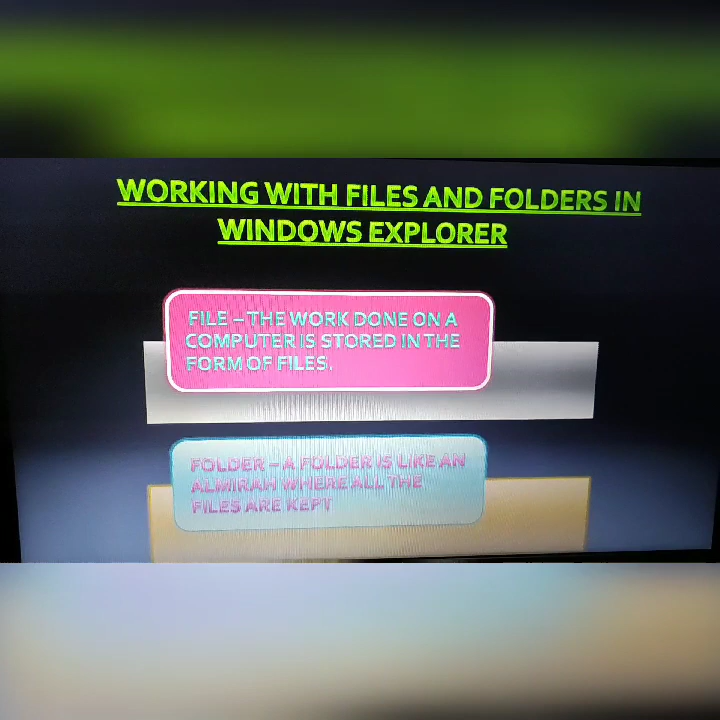 WORKING WITH FILES AND FOLDERS IN
WINDOWS EXPLORER
FILE – THE WORK DONE ON A
COMPUTER IS STORED IN THE
FORM OF FILES.
FOLDER – A FOLDER IS LIKE AN
ALMIRAH WHERE ALL THE
FILES ARE KEPT